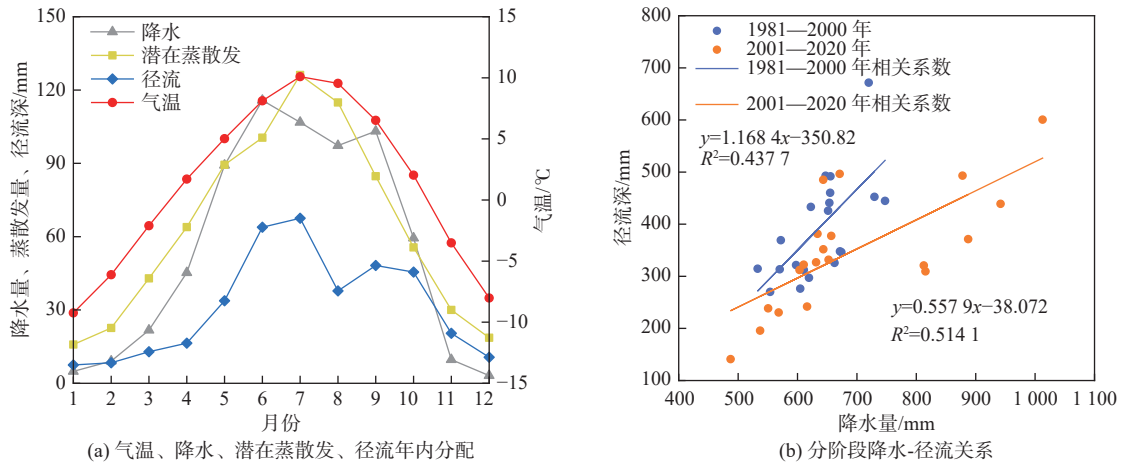 150
120
90
60
30
0
降水量、蒸散发量、径流深/mm
降水
潜在蒸散发
径流
气温
15
10
5
0
−5
−10
−15
气温/℃
1 2 3 4 5 6 7 8 9 10 11 12
月份
(a) 气温、降水、潜在蒸散发、径流年内分配
800
700
600
500
400
300
200
100
径流深/mm
1981—2000 年
2001—2020 年
1981—2000 年相关系数
2001—2020 年相关系数
y=1.168 4x−350.82
R²=0.437 7
y=0.557 9x−38.072
R²=0.514 1
400 500 600 700 800 900 1 000 1 100
降水量/mm
(b) 分阶段降水-径流关系